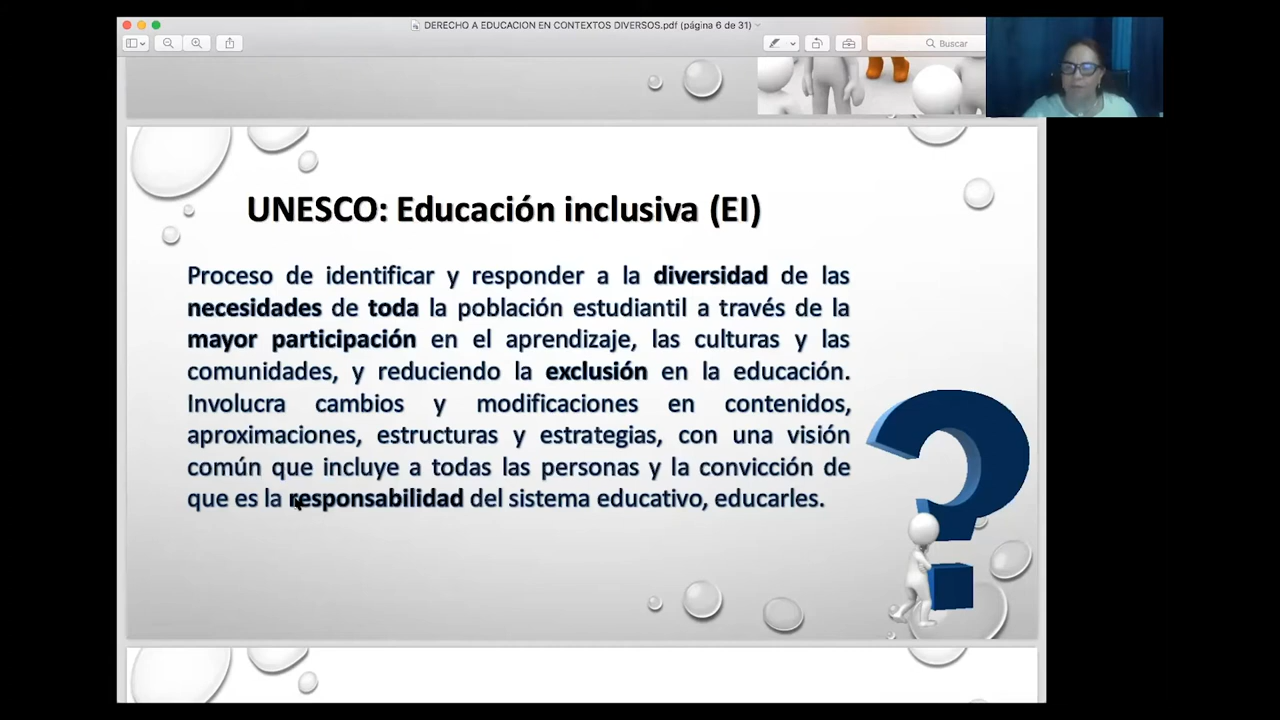 DERECHO A EDUCACION EN CONTEXTOS DIVERSOS.pdf (página 6 de 31)
Buscar
UNESCO: Educación inclusiva (EI)
Proceso de identificar y responder a la diversidad de las
necesidades de toda la población estudiantil a través de la
mayor participación en el aprendizaje, las culturas y las
comunidades, y reduciendo la exclusión en la educación.
Involucra cambios y modificaciones en contenidos,
aproximaciones, estructuras y estrategias, con una visión
común que incluye a todas las personas y la convicción de
que es la responsabilidad del sistema educativo, educarles.